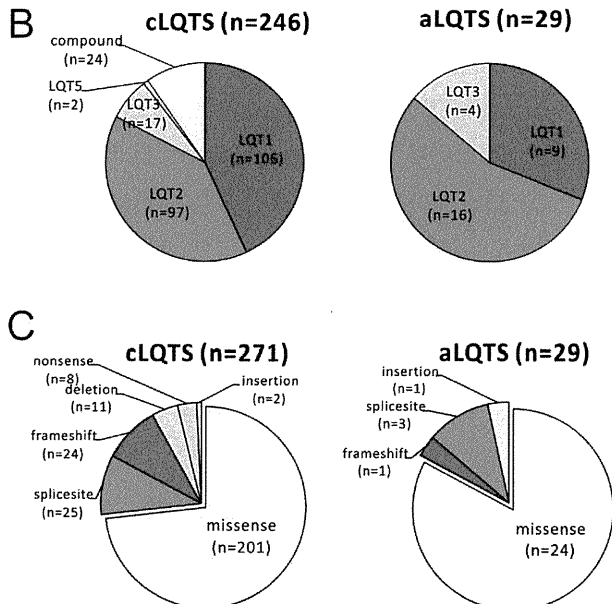 B
cLQTS (n=246)
compound
(n=24)
LQT5
(n=2)
LQT3
(n=17)
LQT1
(n=106)
LQT2
(n=97)
aLQTS (n=29)
LQT3
(n=4)
LQT1
(n=9)
LQT2
(n=16)
C
cLQTS (n=271)
nonsense
(n=8)
deletion
(n=11)
insertion
(n=2)
frameshift
(n=24)
splicesite
(n=25)
missense
(n=201)
aLQTS (n=29)
insertion
(n=1)
splicesite
(n=3)
frameshift
(n=1)
missense
(n=24)